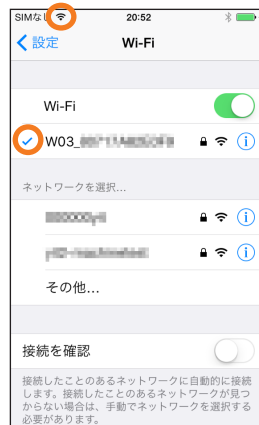 SIMなし 20:52
設定 Wi-Fi
Wi-Fi
W03_
ネットワークを選択...
その他...
接続を確認
接続したことのあるネットワークに自動的に接続
します。接続したことのあるネットワークが見つ
からない場合は、手動でネットワークを選択する
必要があります。